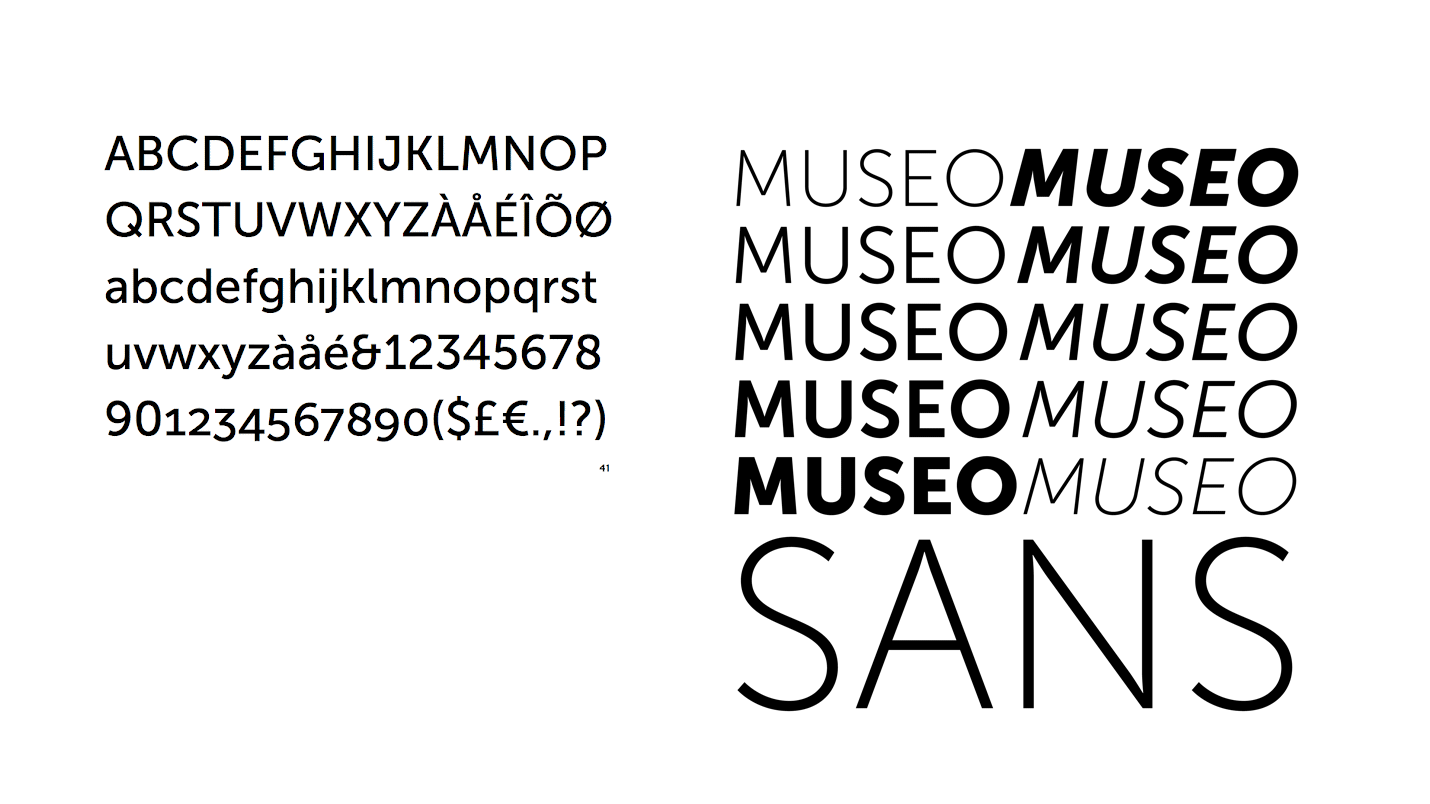 ABCDEFGHIJKLMNOP
QRSTUVWXYZÀÅÉÎÕØ
abcdefghijklmnopqrst
uvwxyzàåé&12345678
901234567890($£€.,!?)
41
MUSEO MUSEO
MUSEO MUSEO
MUSEO MUSEO
MUSEO MUSEO
MUSEO MUSEO
SANS